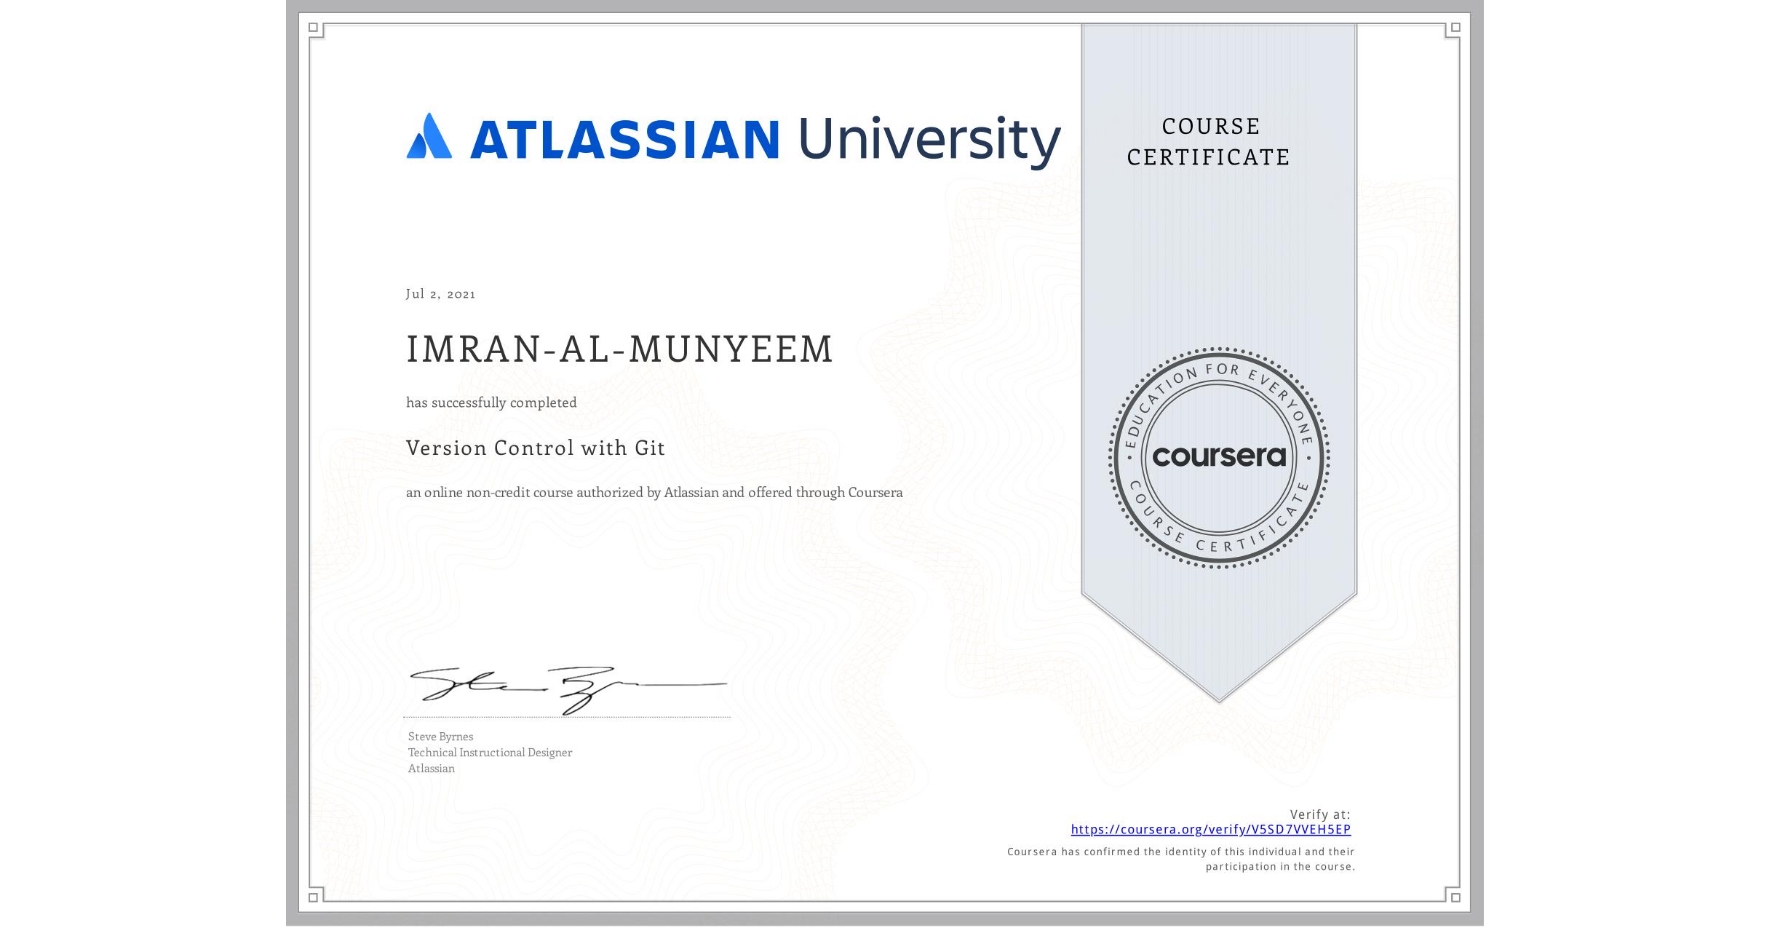 ATLASSIAN University
COURSE
CERTIFICATE
Jul 2, 2021
IMRAN-AL-MUNYEEM
has successfully completed
Version Control with Git
an online non-credit course authorized by Atlassian and offered through Coursera
EDUCATION FOR EVERYONE
coursera
COURSE CERTIFICATE
Steve Byrnes
Technical Instructional Designer
Atlassian
Verify at:
https://coursera.org/verify/V5SD7VVEH5EP
Coursera has confirmed the identity of this individual and their
participation in the course.